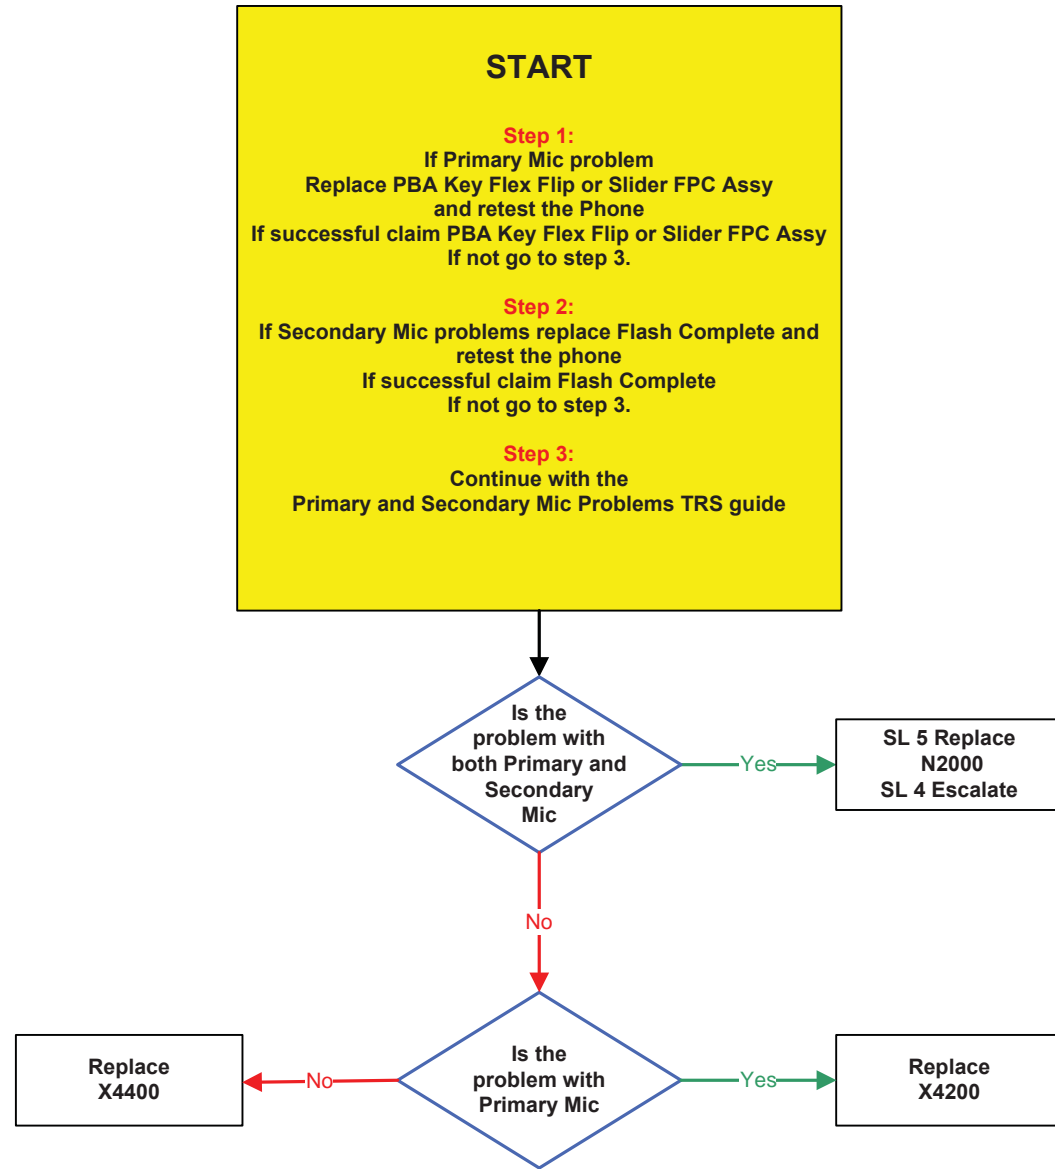 START
Step 1:
If Primary Mic problem
Replace PBA Key Flex Flip or Slider FPC Assy
and retest the Phone
If successful claim PBA Key Flex Flip or Slider FPC Assy
If not go to step 3.
Step 2:
If Secondary Mic problems replace Flash Complete and
retest the phone
If successful claim Flash Complete
If not go to step 3.
Step 3:
Continue with the
Primary and Secondary Mic Problems TRS guide
Is the
problem with
both Primary and
Secondary
Mic
Yes
SL 5 Replace
N2000
SL 4 Escalate
No
Is the
problem with
Primary Mic
No
Replace
X4400
Yes
Replace
X4200